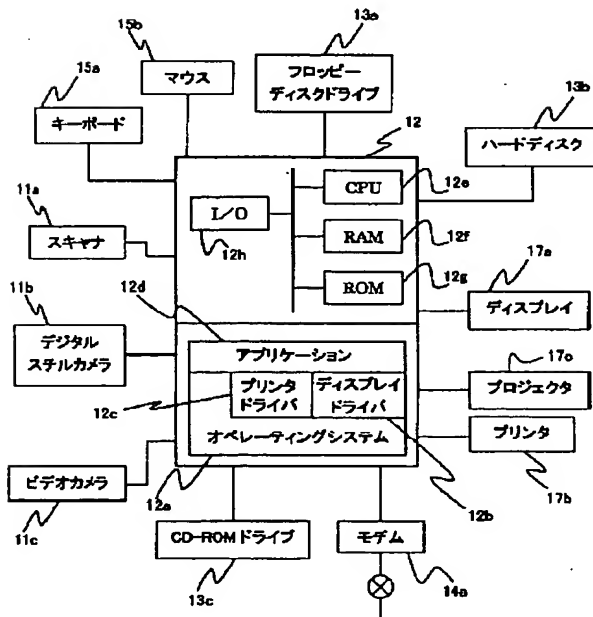 15b
マウス
15a
キーボード
13a
フロッピー
ディスクドライブ
12
13b
ハードディスク
11a
スキャナ
I/O
12h
CPU
12e
RAM
12f
ROM
12g
11b
デジタル
スチルカメラ
12d
アプリケーション
プリンタ
ドライバ
ディスプレイ
ドライバ
12c
オペレーティングシステム
12a
12b
17a
ディスプレイ
17c
プロジェクタ
プリンタ
17b
ビデオカメラ
11c
CD-ROMドライブ
13c
モデム
14a